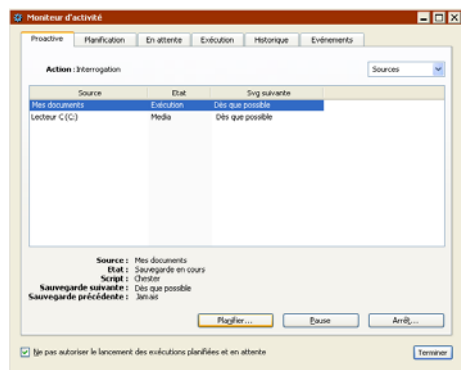 Moniteur d'activité
Proactive Planification En attente Exécution Historique Evénements
Action : Interrogation Sources
Source Etat Svg suivante
Mes documents Exécution Dès que possible
Lecteur C (C:) Media Dès que possible
Source : Mes documents
Etat : Sauvegarde en cours
Script : Chester
Sauvegarde suivante : Dès que possible
Sauvegarde précédente : Jamais
Planifier... Pause Arrêt...
Ne pas autoriser le lancement des exécutions planifiées et en attente Terminer